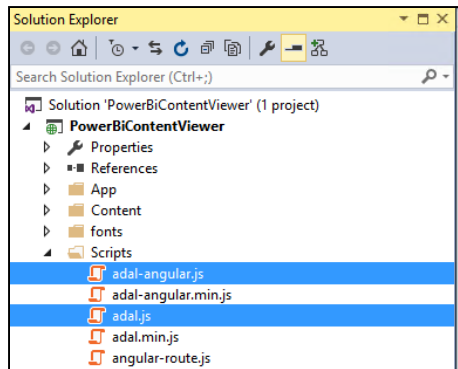 Solution Explorer
Search Solution Explorer (Ctrl+;)
Solution 'PowerBiContentViewer' (1 project)
PowerBiContentViewer
Properties
References
App
Content
fonts
Scripts
adal-angular.js
adal-angular.min.js
adal.js
adal.min.js
angular-route.js